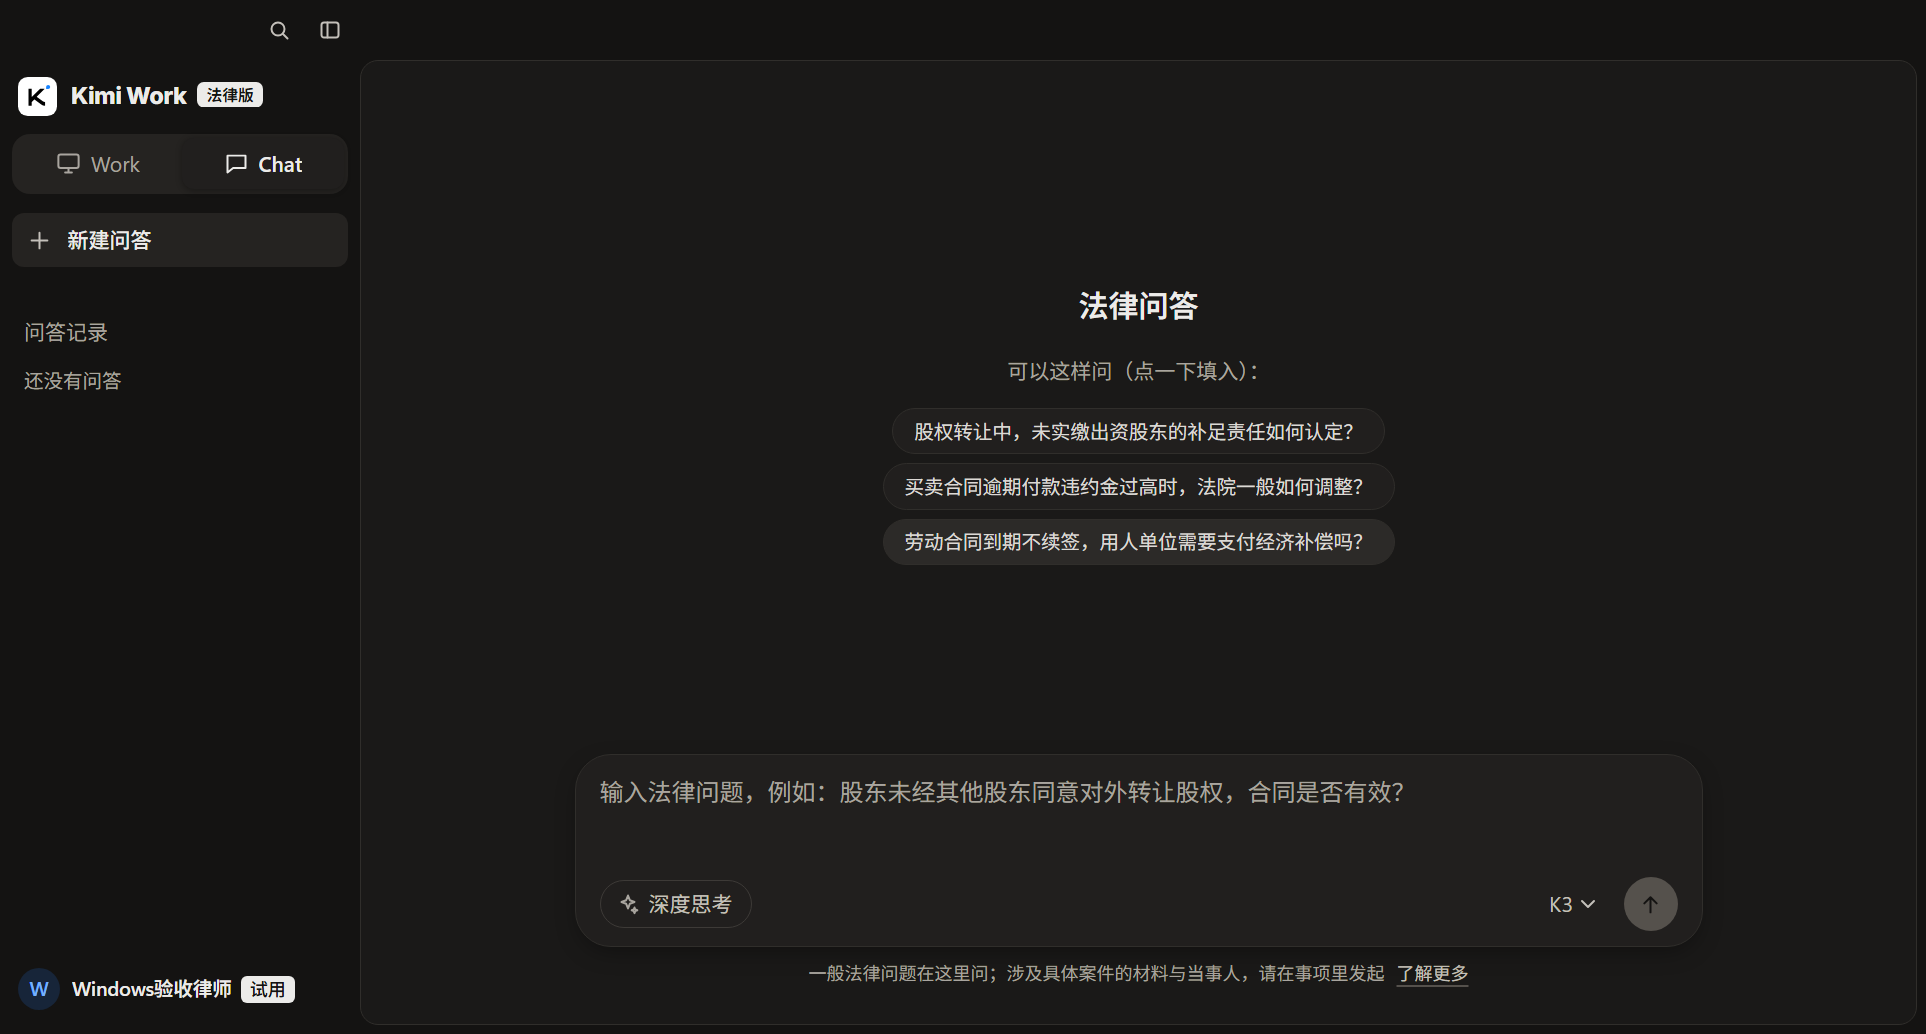 Kimi Work 法律版
Work
Chat
新建问答
问答记录
还没有问答
Windows验收律师 试用
法律问答
可以这样问（点一下填入）：
股权转让中，未实缴出资股东的补足责任如何认定？
买卖合同逾期付款违约金过高时，法院一般如何调整？
劳动合同到期不续签，用人单位需要支付经济补偿吗？
输入法律问题，例如：股东未经其他股东同意对外转让股权，合同是否有效？
深度思考
K3
一般法律问题在这里问；涉及具体案件的材料与当事人，请在事项里发起 了解更多